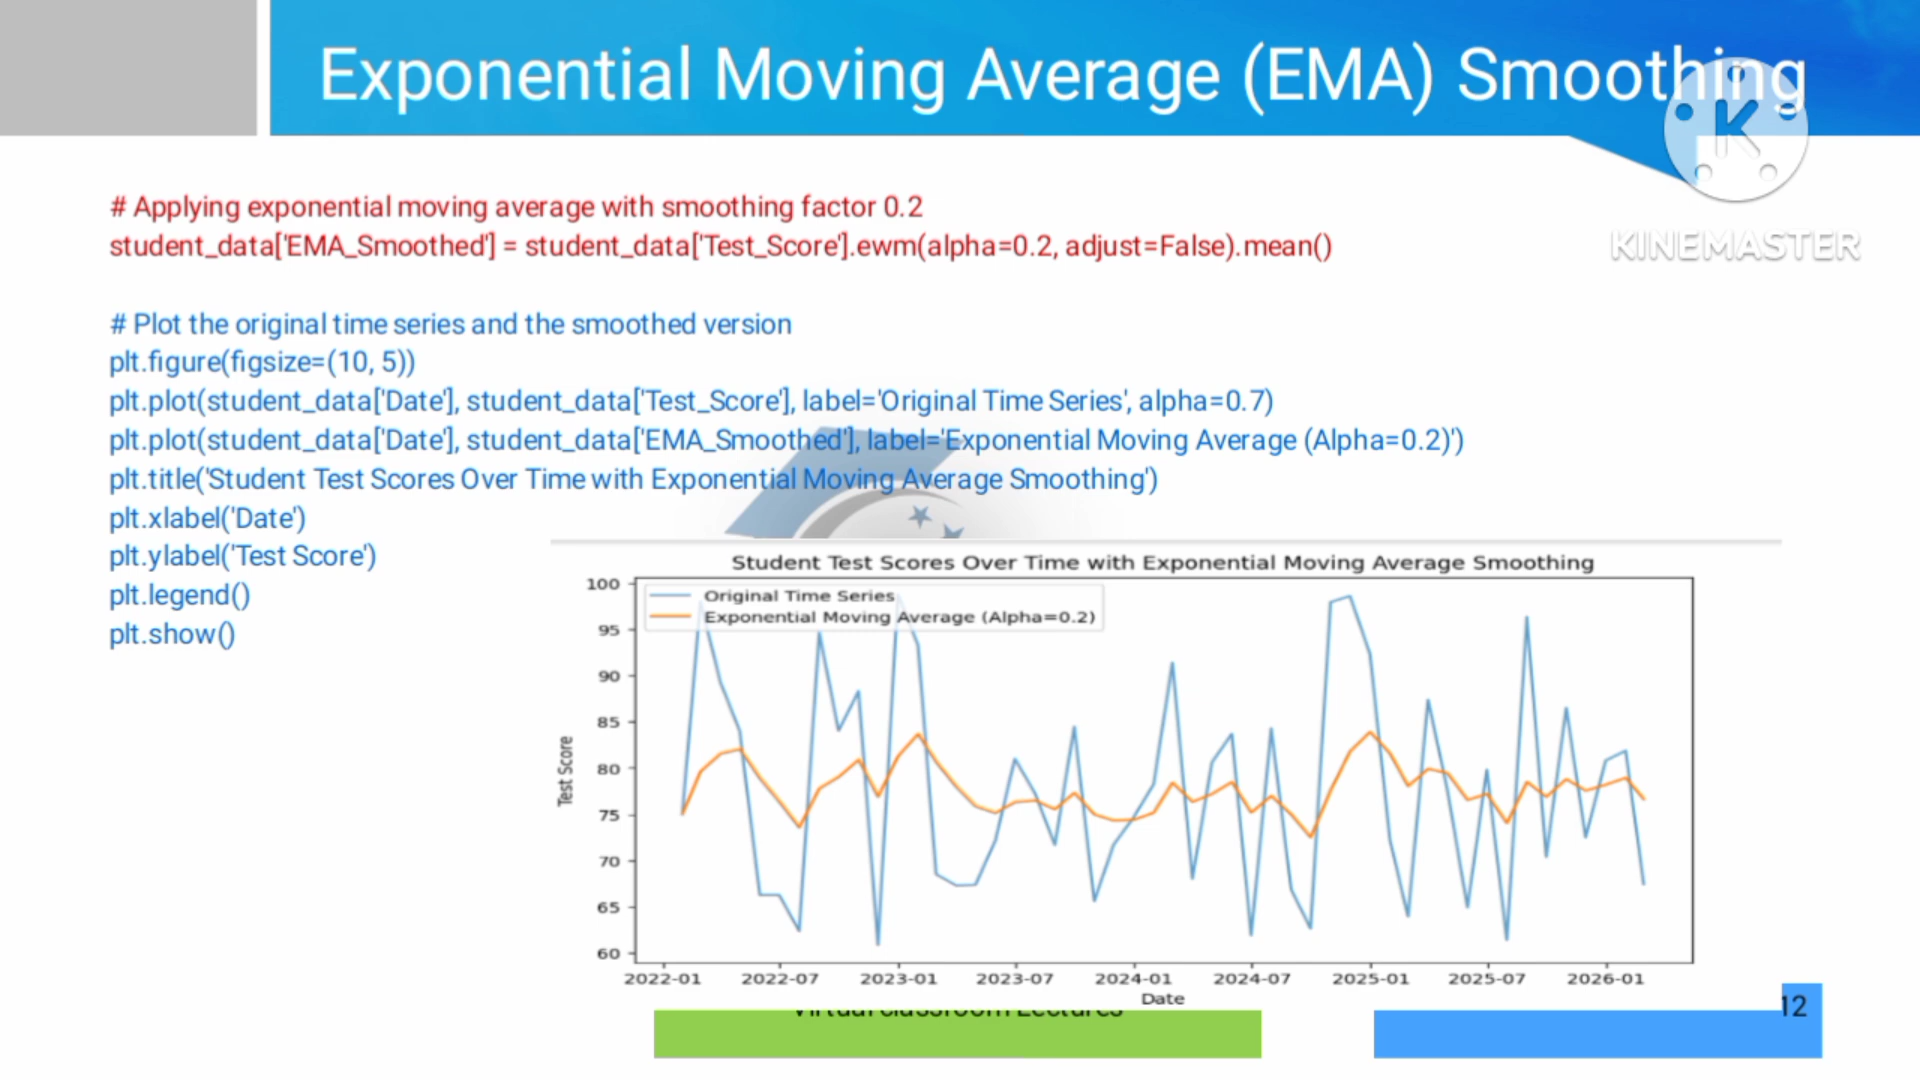 Exponential Moving Average (EMA) Smoothing
K
KINEMASTER
# Applying exponential moving average with smoothing factor 0.2
student_data['EMA_Smoothed'] = student_data['Test_Score'].ewm(alpha=0.2, adjust=False).mean()
# Plot the original time series and the smoothed version
plt.figure(figsize=(10, 5))
plt.plot(student_data['Date'], student_data['Test_Score'], label='Original Time Series', alpha=0.7)
plt.plot(student_data['Date'], student_data['EMA_Smoothed'], label='Exponential Moving Average (Alpha=0.2)')
plt.title('Student Test Scores Over Time with Exponential Moving Average Smoothing')
plt.xlabel('Date')
plt.ylabel('Test Score')
plt.legend()
plt.show()
Student Test Scores Over Time with Exponential Moving Average Smoothing
Original Time Series
Exponential Moving Average (Alpha=0.2)
100
95
90
85
80
75
70
65
60
Test Score
2022-01 2022-07 2023-01 2023-07 2024-01 2024-07 2025-01 2025-07 2026-01
Date
Virtual Classroom Lectures
12